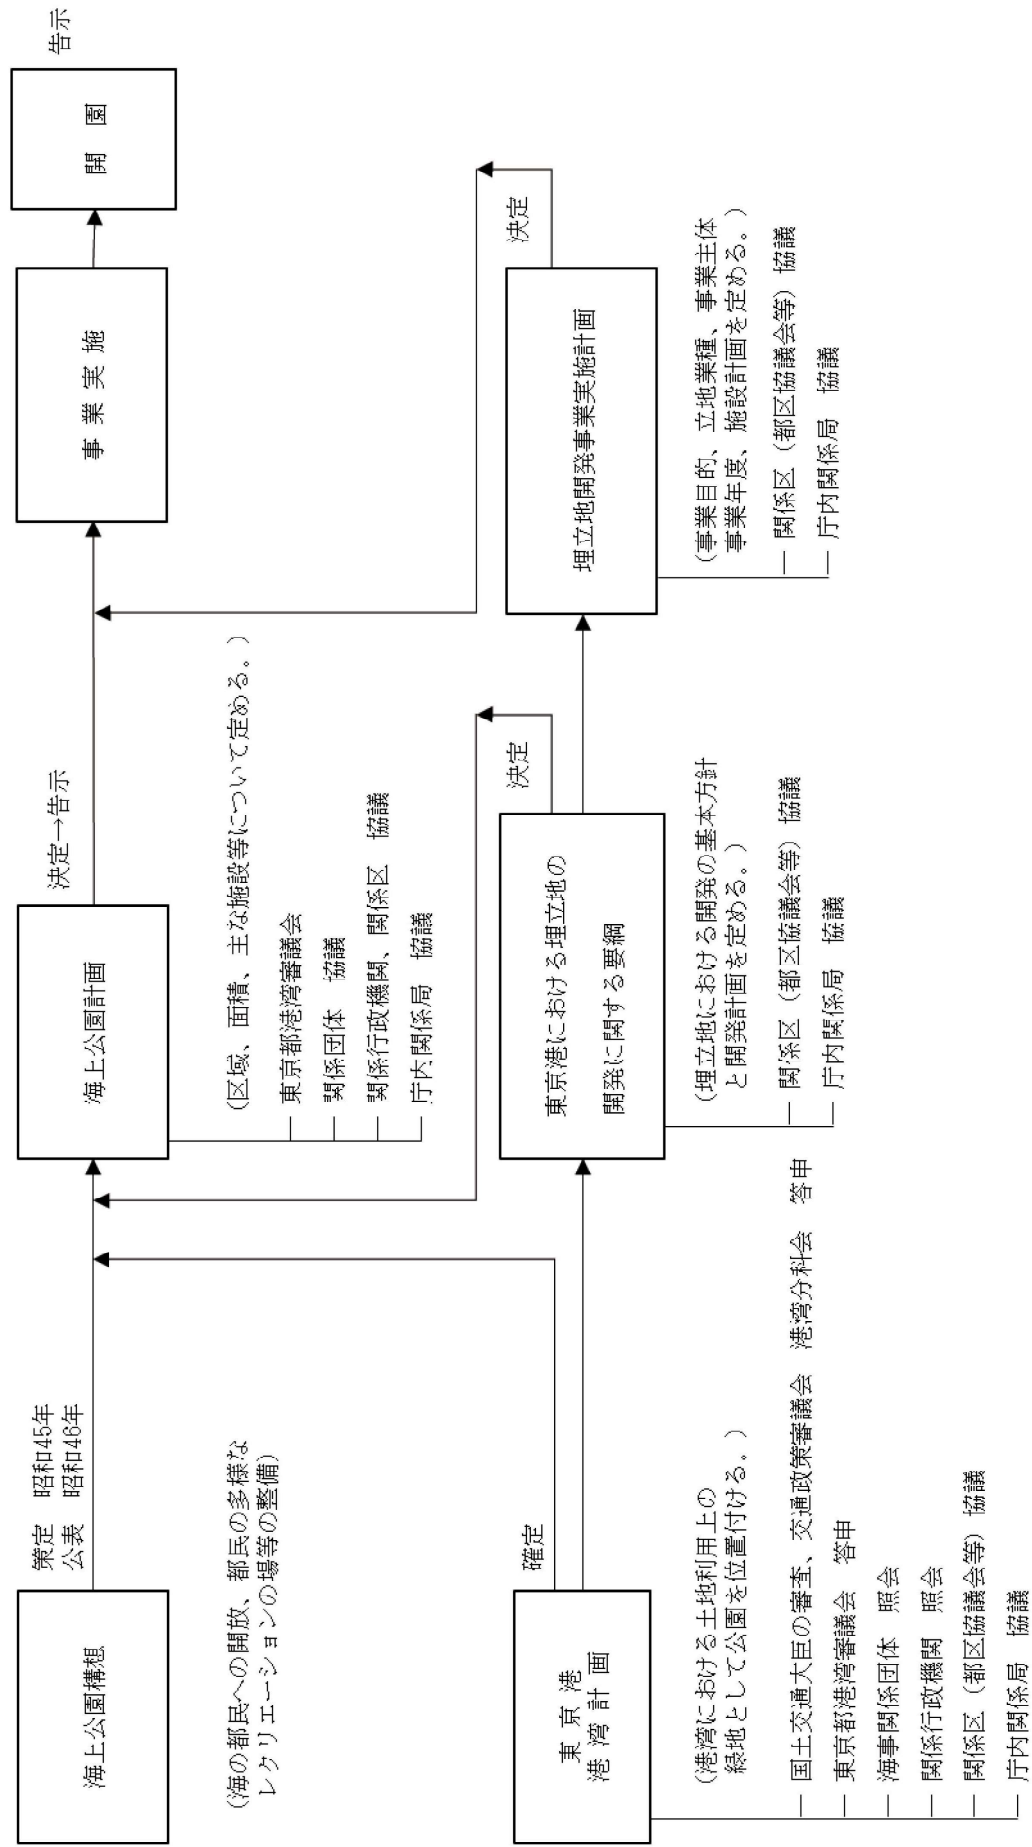 海上公園構想
策定　昭和45年
公表　昭和46年
(海の都民への開放、都民の多様な
レクリエーションの場等の整備)
海上公園計画
決定→告示
(区域、面積、主な施設等について定める。)
東京都港湾審議会
関係団体　協議
関係行政機関、関係区　協議
庁内関係局　協議
事業実施
開園
告示
東京港
港湾計画
確定
(港湾における土地利用上の
緑地として公園を位置付ける。)
国土交通大臣の審査、交通政策審議会　港湾分科会　答申
東京都港湾審議会　答申
海事関係団体　照会
関係行政機関　照会
関係区（都区協議会等）協議
庁内関係局　協議
東京港における埋立地の
開発に関する要綱
決定
(埋立地における開発の基本方針
と開発計画を定める。)
関係区（都区協議会等）協議
庁内関係局　協議
埋立地開発事業実施計画
決定
(事業目的、立地業種、事業主体
事業年度、施設計画を定める。)
関係区（都区協議会等）協議
庁内関係局　協議